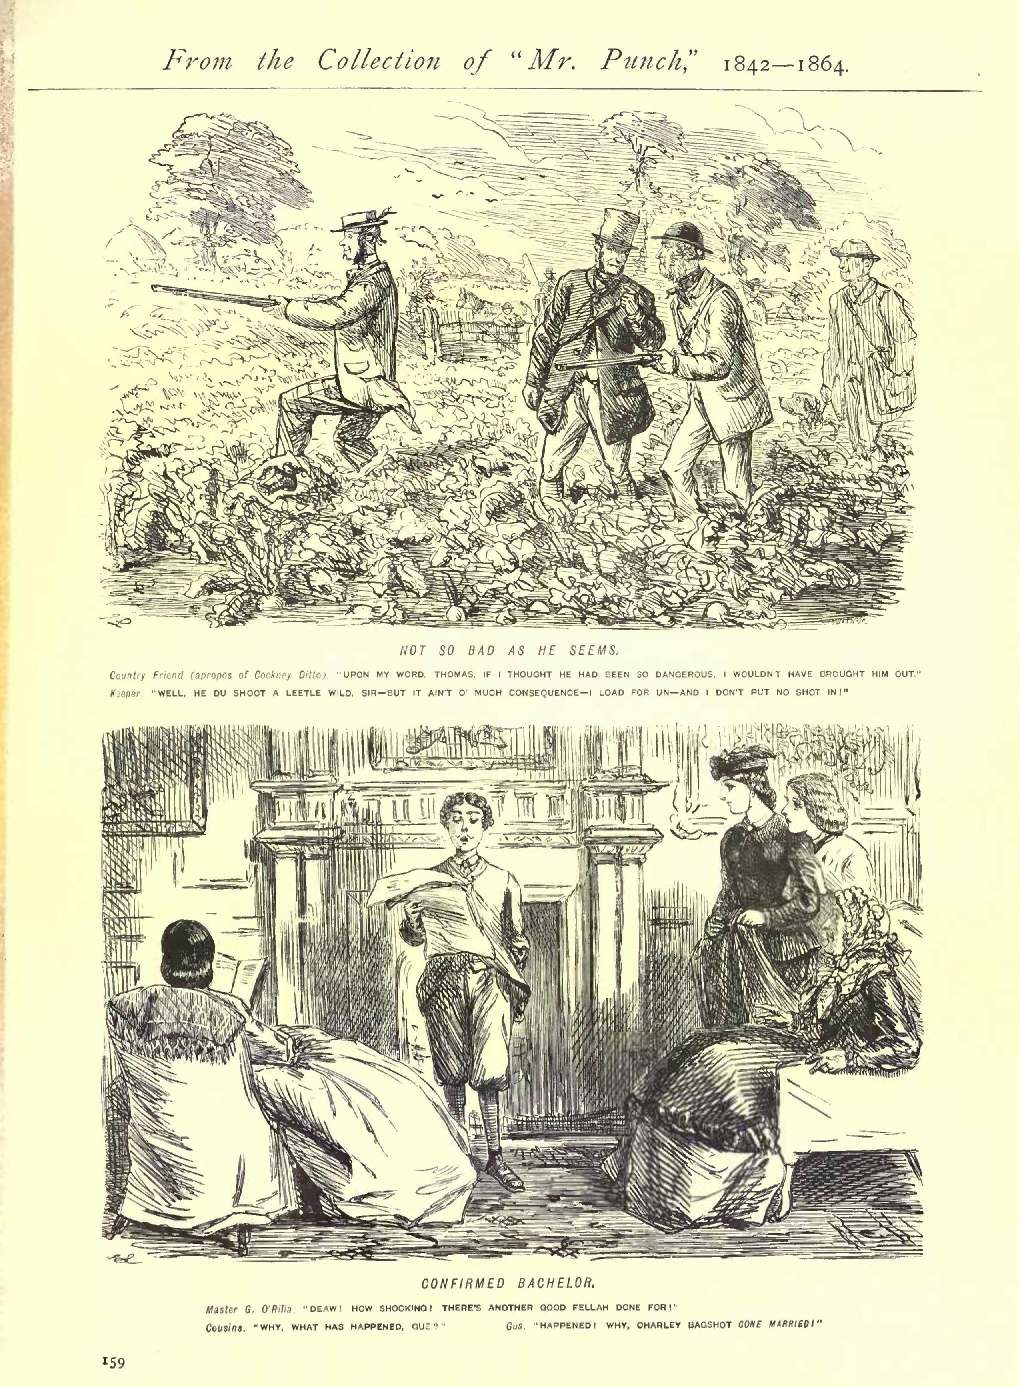 From the Collection of "Mr. Punch," 1842—1864.
NOT SO BAD AS HE SEEMS.
Country Friend (apropos of Cockney Ditto). "UPON MY WORD, THOMAS, IF I THOUGHT HE HAD BEEN SO DANGEROUS, I WOULDN'T HAVE BROUGHT HIM OUT."
Keeper. "WELL, HE DU SHOOT A LEETLE WILD, SIR—BUT IT AIN'T O' MUCH CONSEQUENCE—I LOAD FOR UN—AND I DON'T PUT NO SHOT IN!"
CONFIRMED BACHELOR.
Master G. O'Rilla. "DEAW! HOW SHOCKING! THERE'S ANOTHER GOOD FELLAH DONE FOR!"
Cousins. "WHY, WHAT HAS HAPPENED, GUS?" Gus. "HAPPENED! WHY, CHARLEY BAGSHOT GONE MARRIED!"
159